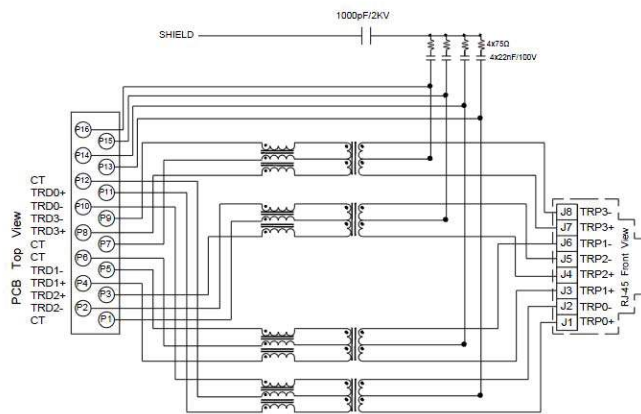 1000pF/2KV
SHIELD
4x75Ω
4x22nF/100V
P16
P15
P14
P13
CT P12
TRD0+ P11
TRD0- P10
TRD3- P9
TRD3+ P8
CT P7
CT P6
TRD1- P5
TRD1+ P4
TRD2+ P3
TRD2- P2
CT P1
PCB Top View
J8 TRP3-
J7 TRP3+
J6 TRP1-
J5 TRP2-
J4 TRP2+
J3 TRP1+
J2 TRP0-
J1 TRP0+
RJ-45 Front View